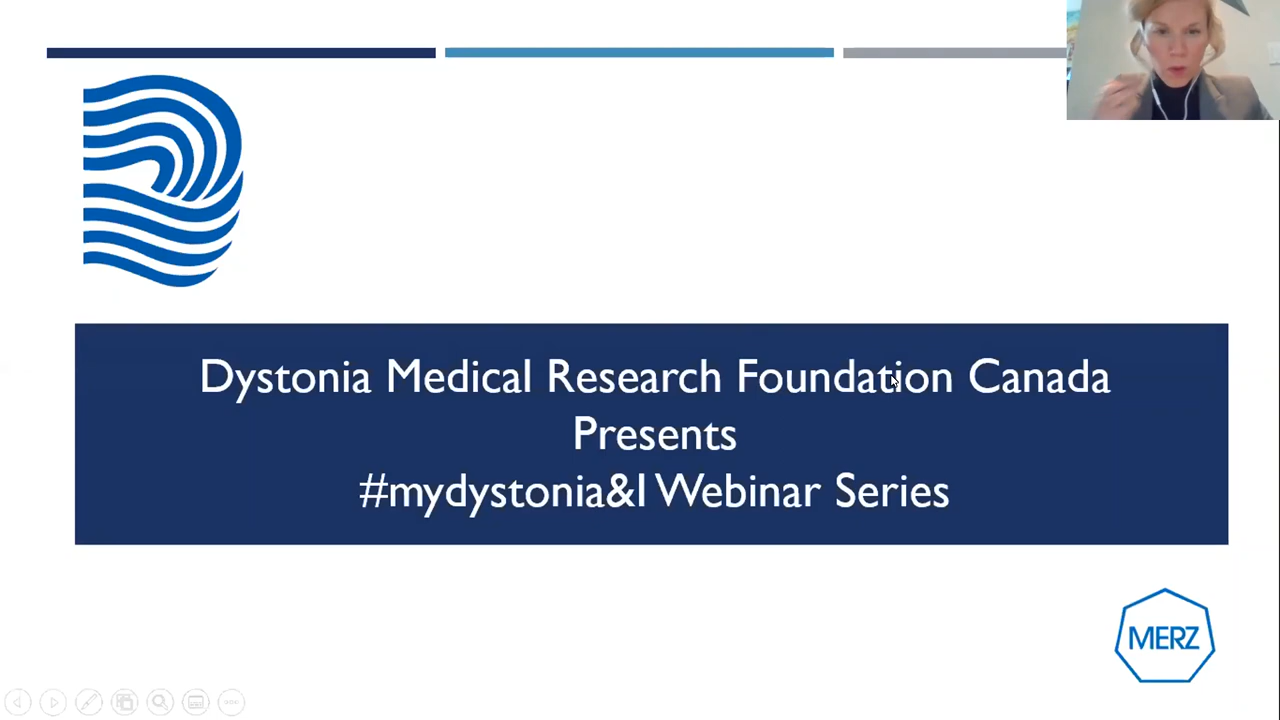 Dystonia Medical Research Foundation Canada
Presents
#mydystonia&I Webinar Series
MERZ